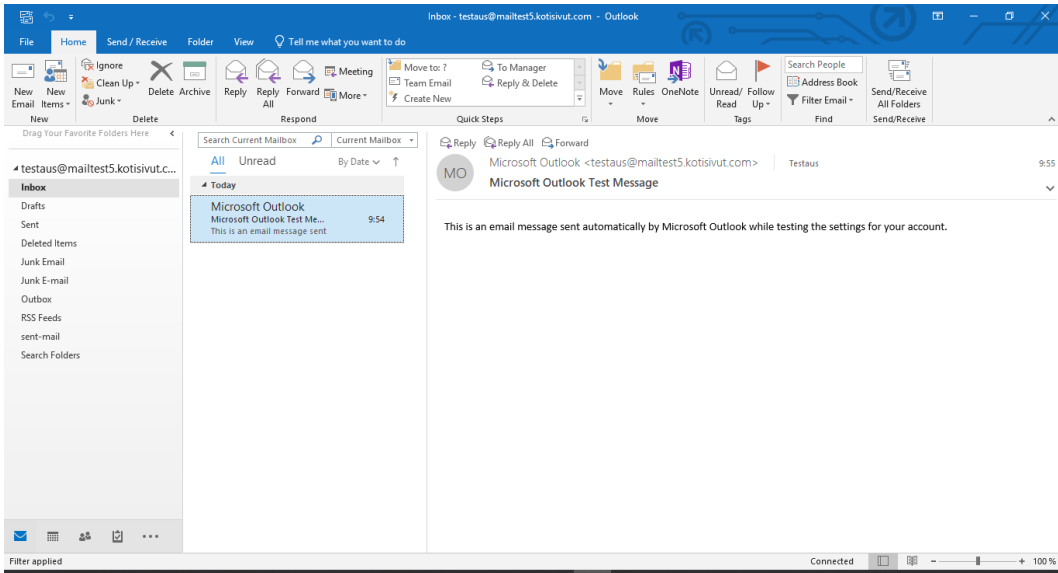 Inbox - testaus@mailtest5.kotisivut.com - Outlook
File Home Send / Receive Folder View Tell me what you want to do
New Email
New Items
Ignore
Clean Up
Junk
Delete
Archive
Reply
Reply All
Forward
Meeting
More
Move to: ?
Team Email
Create New
To Manager
Reply & Delete
Move
Rules
OneNote
Unread/ Read
Follow Up
Search People
Address Book
Filter Email
Send/Receive All Folders
New Delete Respond Quick Steps Move Tags Find Send/Receive
Drag Your Favorite Folders Here
testaus@mailtest5.kotisivut.c...
Inbox
Drafts
Sent
Deleted Items
Junk Email
Junk E-mail
Outbox
RSS Feeds
sent-mail
Search Folders
Search Current Mailbox Current Mailbox
All Unread By Date
Today
Microsoft Outlook
Microsoft Outlook Test Me... 9:54
This is an email message sent
Reply Reply All Forward
MO
Microsoft Outlook <testaus@mailtest5.kotisivut.com> Testaus 9:55
Microsoft Outlook Test Message
This is an email message sent automatically by Microsoft Outlook while testing the settings for your account.
Filter applied Connected 100 %